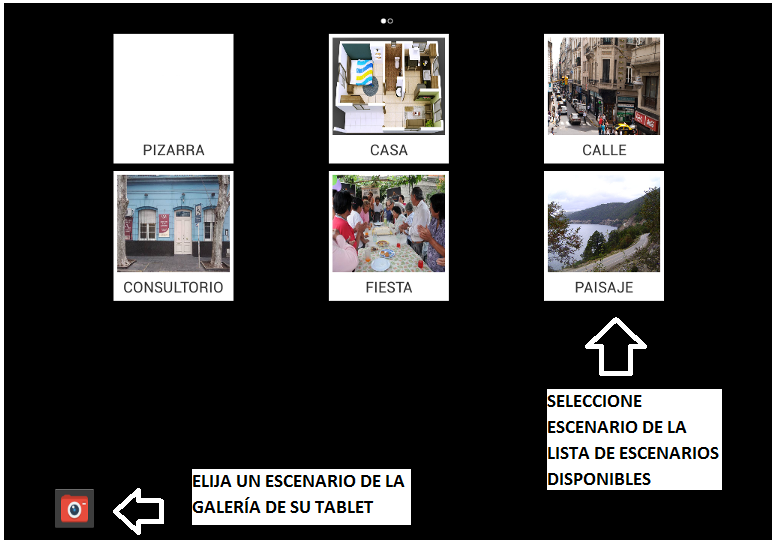 PIZARRA
CASA
CALLE
CONSULTORIO
FIESTA
PAISAJE
SELECCIONE
ESCENARIO DE LA
LISTA DE ESCENARIOS
DISPONIBLES
ELIJA UN ESCENARIO DE LA
GALERÍA DE SU TABLET